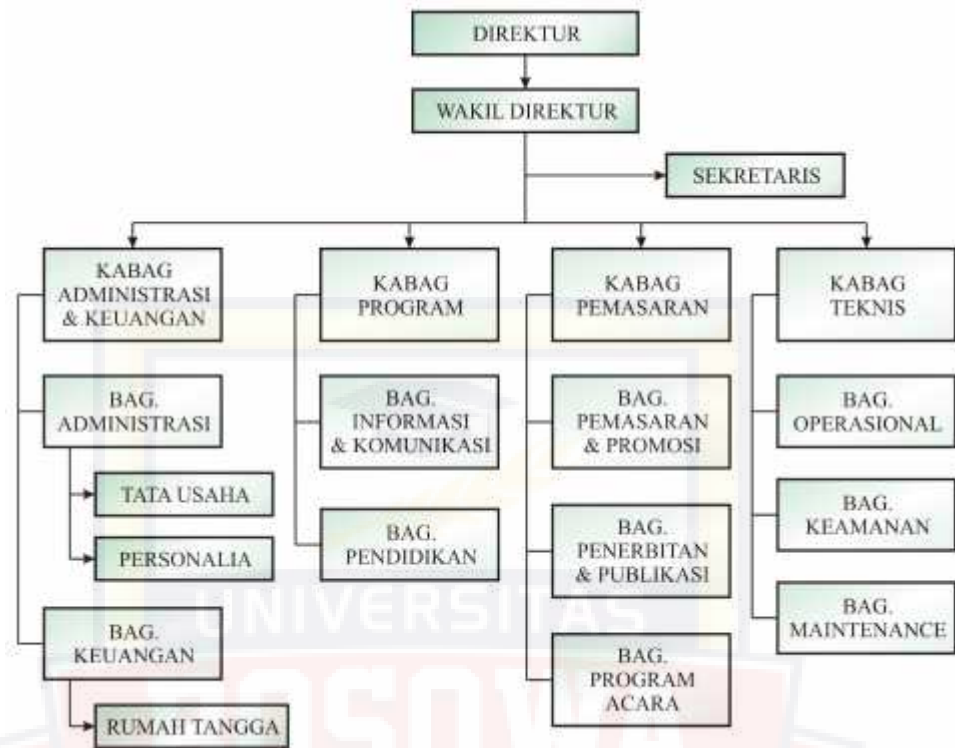 DIREKTUR
WAKIL DIREKTUR
SEKRETARIS
KABAG
ADMINISTRASI
& KEUANGAN
BAG.
ADMINISTRASI
TATA USAHA
PERSONALIA
BAG.
KEUANGAN
RUMAH TANGGA
KABAG
PROGRAM
BAG.
INFORMASI
& KOMUNIKASI
BAG.
PENDIDIKAN
KABAG
PEMASARAN
BAG.
PEMASARAN
& PROMOSI
BAG.
PENERBITAN
& PUBLIKASI
BAG.
PROGRAM
ACARA
KABAG
TEKNIS
BAG.
OPERASIONAL
BAG.
KEAMANAN
BAG.
MAINTENANCE
UNIVERSITAS
BOSOWA